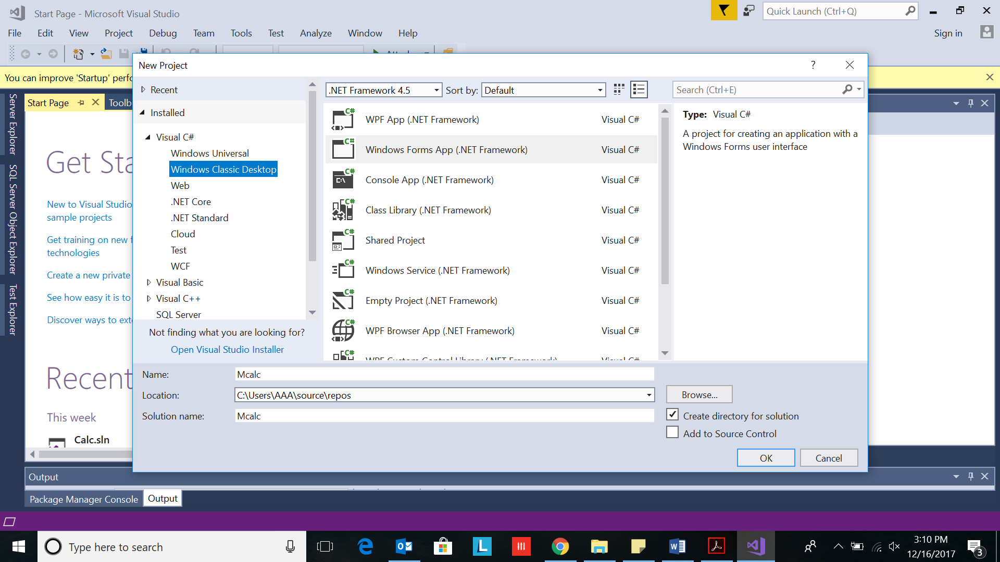 Start Page - Microsoft Visual Studio
Quick Launch (Ctrl+Q)
File Edit View Project Debug Team Tools Test Analyze Window Help
Sign in
New Project
?
You can improve 'Startup' perfo
Server Explorer
SQL Server Object Explorer
Test Explorer
Start Page
Toolb
Get Sta
New to Visual Studio
sample projects
Get training on new f
technologies
Create a new private
See how easy it is to
Discover ways to exte
Recent
This week
Calc.sln
Recent
Installed
Visual C#
Windows Universal
Windows Classic Desktop
Web
.NET Core
.NET Standard
Cloud
Test
WCF
Visual Basic
Visual C++
SQL Server
Not finding what you are looking for?
Open Visual Studio Installer
.NET Framework 4.5
Sort by: Default
Search (Ctrl+E)
WPF App (.NET Framework) Visual C#
Windows Forms App (.NET Framework) Visual C#
Console App (.NET Framework) Visual C#
Class Library (.NET Framework) Visual C#
Shared Project Visual C#
Windows Service (.NET Framework) Visual C#
Empty Project (.NET Framework) Visual C#
WPF Browser App (.NET Framework) Visual C#
WPF Custom Control Library (.NET Framework) Visual C#
Type: Visual C#
A project for creating an application with a
Windows Forms user interface
Name: Mcalc
Location: C:\Users\AAA\source\repos
Browse...
Solution name: Mcalc
Create directory for solution
Add to Source Control
OK Cancel
Output
Package Manager Console Output
Type here to search
3:10 PM
12/16/2017
3